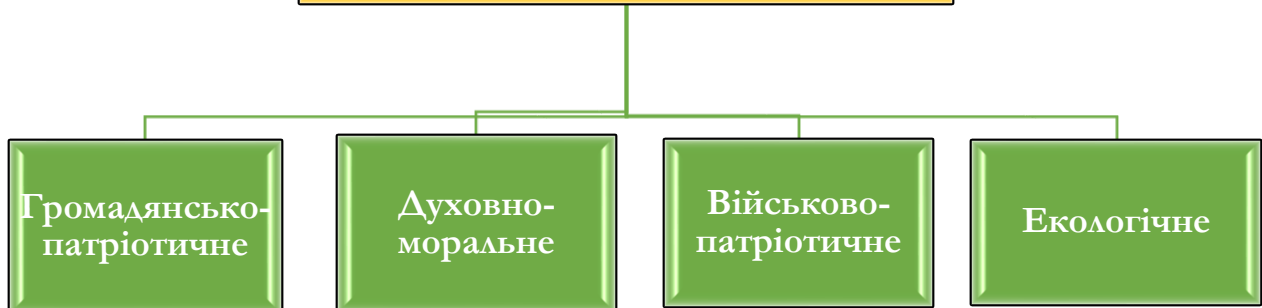 Громадянсько-
патріотичне
Духовно-
моральне
Військово-
патріотичне
Екологічне